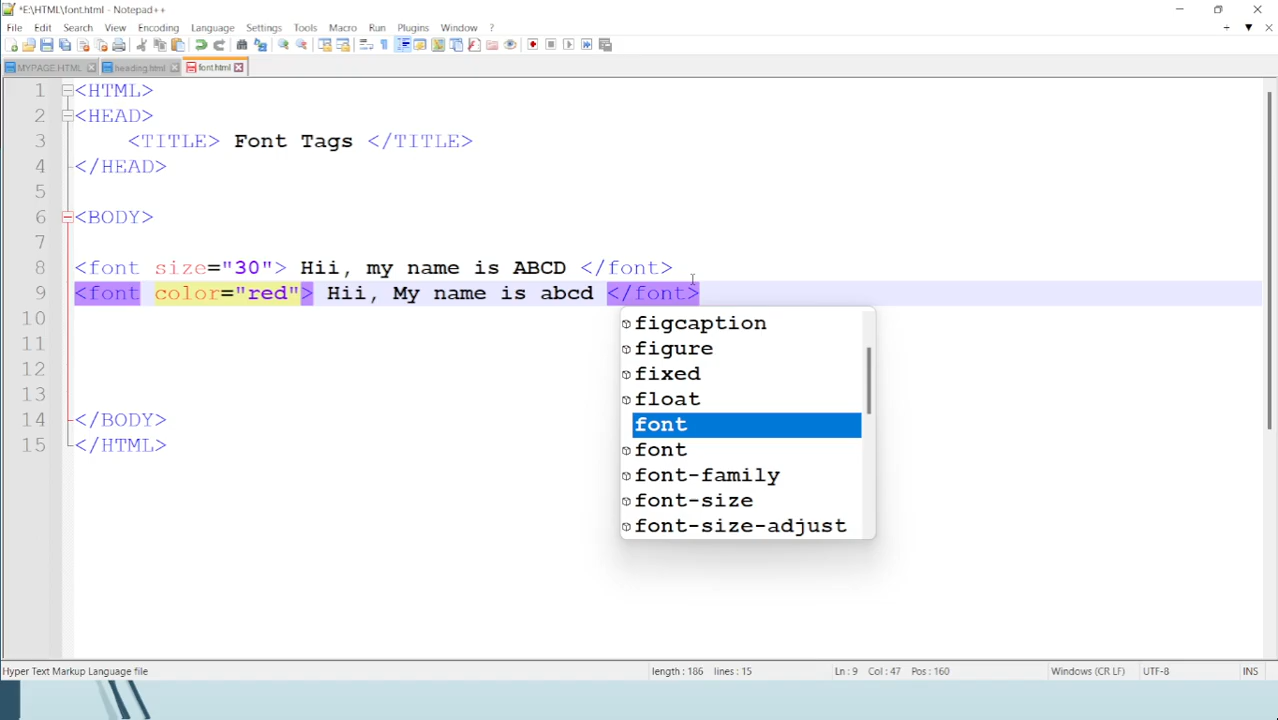 *E:\HTML\font.html - Notepad++
File Edit Search View Encoding Language Settings Tools Macro Run Plugins Window ?
MYPAGE.HTML heading.html font.html
1 <HTML>
2 <HEAD>
3 <TITLE> Font Tags </TITLE>
4 </HEAD>
5
6 <BODY>
7
8 <font size="30"> Hii, my name is ABCD </font>
9 <font color="red"> Hii, My name is abcd </font>
10
11
12
13
14 </BODY>
15 </HTML>
figcaption
figure
fixed
float
font
font
font-family
font-size
font-size-adjust
Hyper Text Markup Language file length : 186 lines : 15 Ln : 9 Col : 47 Pos : 160 Windows (CR LF) UTF-8 INS